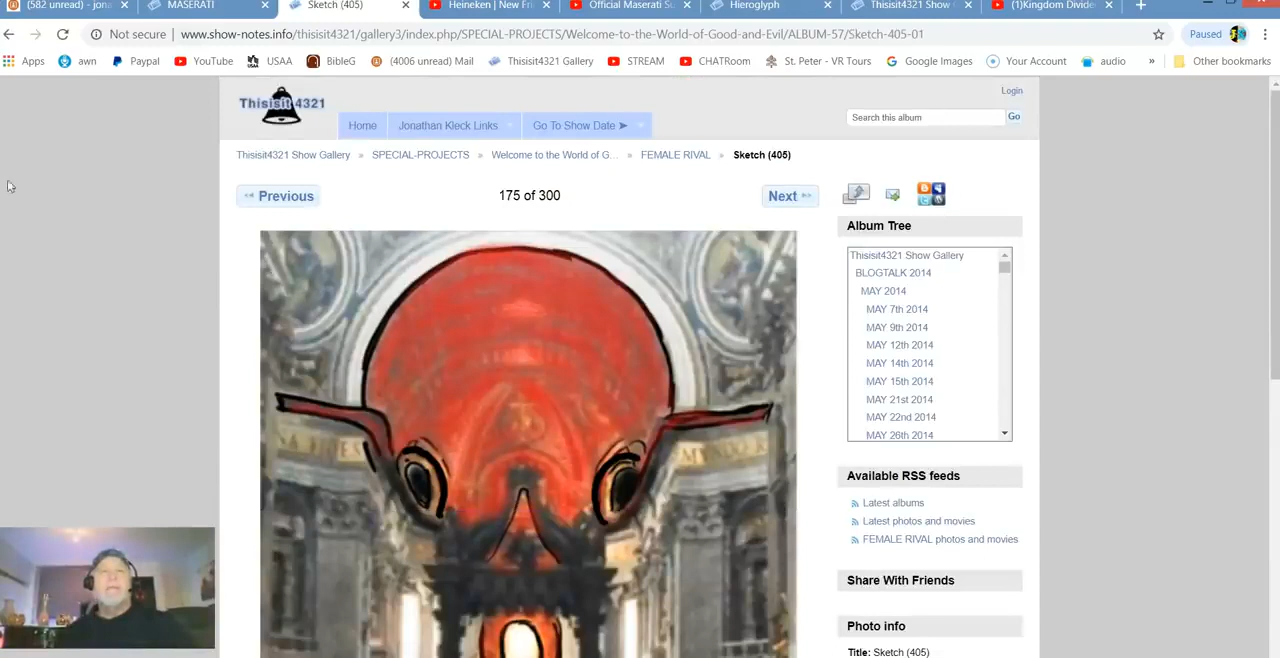 (582 unread) - jona
MASERATI
Sketch (405)
Heineken | New Fri
Official Maserati Su
Hieroglyph
Thisisit4321 Show
(1)Kingdom Divide
Not secure | www.show-notes.info/thisisit4321/gallery3/index.php/SPECIAL-PROJECTS/Welcome-to-the-World-of-Good-and-Evil/ALBUM-57/Sketch-405-01
Paused
Apps
awn
Paypal
YouTube
USAA
BibleG
(4006 unread) Mail
Thisisit4321 Gallery
STREAM
CHATRoom
St. Peter - VR Tours
Google Images
Your Account
audio
»
Other bookmarks
Login
Thisisit 4321
Home
Jonathan Kleck Links
Go To Show Date ►
Search this album
Go
Thisisit4321 Show Gallery » SPECIAL-PROJECTS » Welcome to the World of G... » FEMALE RIVAL » Sketch (405)
Previous
175 of 300
Next
Album Tree
Thisisit4321 Show Gallery
BLOGTALK 2014
MAY 2014
MAY 7th 2014
MAY 9th 2014
MAY 12th 2014
MAY 14th 2014
MAY 15th 2014
MAY 21st 2014
MAY 22nd 2014
MAY 26th 2014
Available RSS feeds
Latest albums
Latest photos and movies
FEMALE RIVAL photos and movies
Share With Friends
Photo info
Title: Sketch (405)